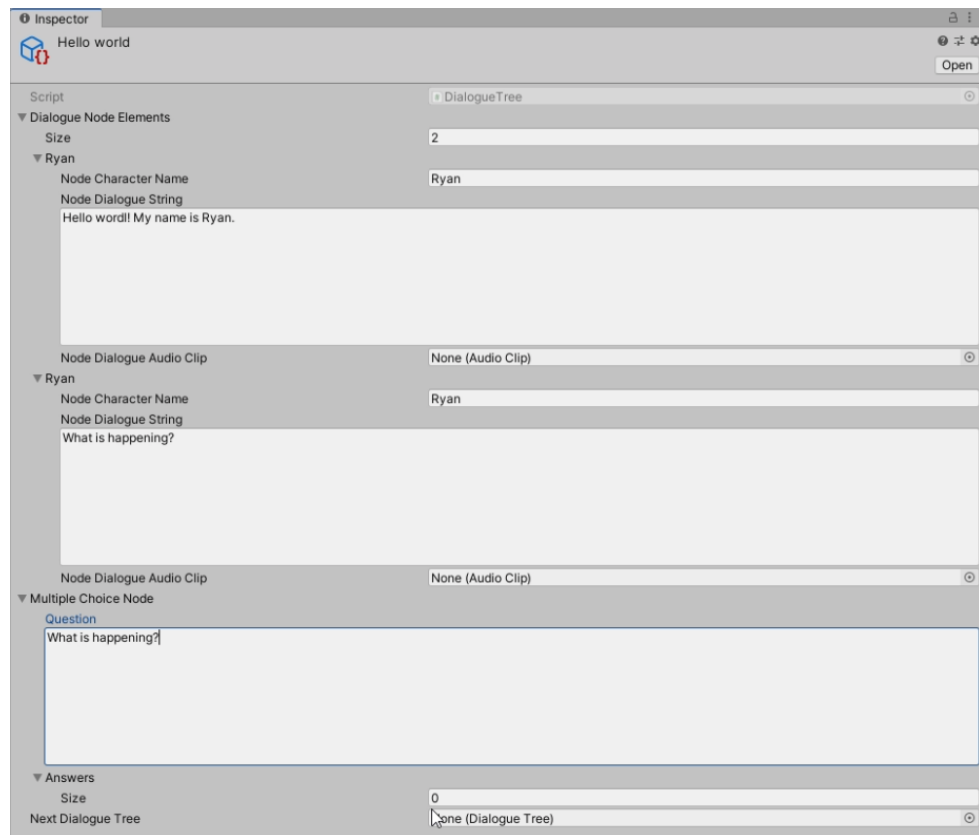 Inspector
Hello world
Open
Script DialogueTree
Dialogue Node Elements
Size 2
Ryan
Node Character Name Ryan
Node Dialogue String
Hello wordl! My name is Ryan.
Node Dialogue Audio Clip None (Audio Clip)
Ryan
Node Character Name Ryan
Node Dialogue String
What is happening?
Node Dialogue Audio Clip None (Audio Clip)
Multiple Choice Node
Question
What is happening?
Answers
Size 0
Next Dialogue Tree None (Dialogue Tree)